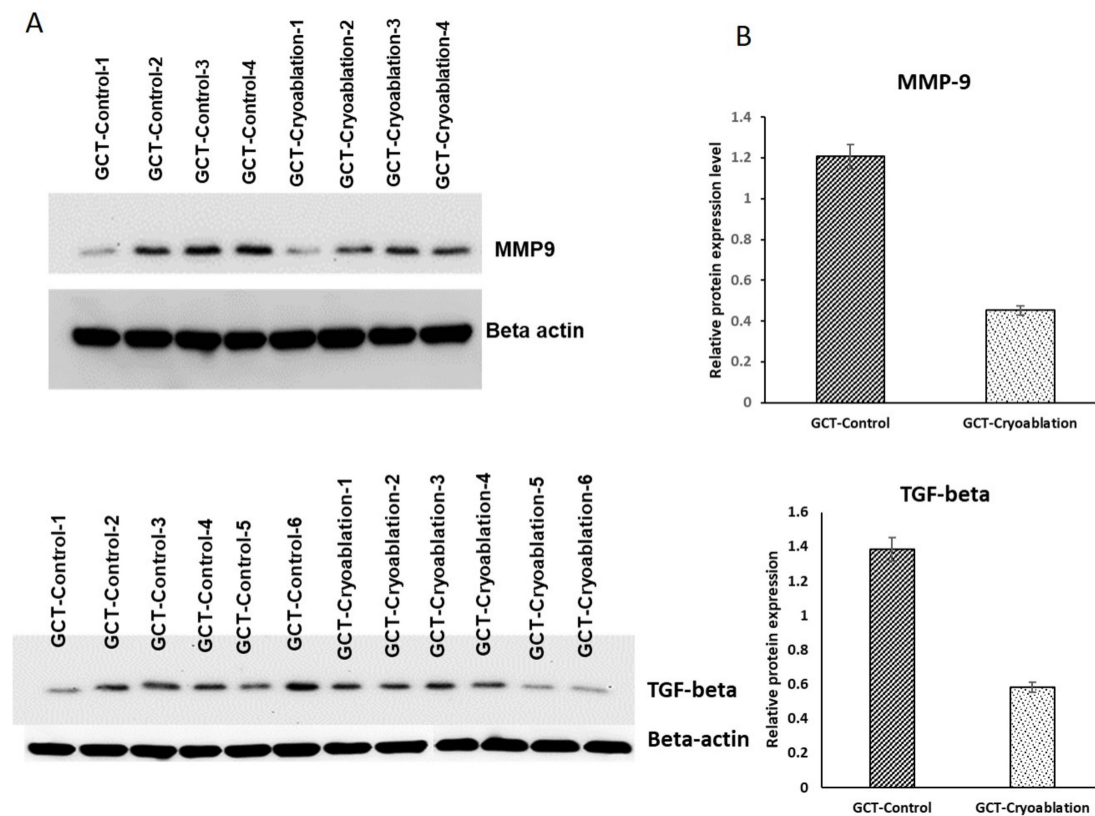 A
GCT-Control-1
GCT-Control-2
GCT-Control-3
GCT-Control-4
GCT-Cryoablation-1
GCT-Cryoablation-2
GCT-Cryoablation-3
GCT-Cryoablation-4
MMP9
Beta actin
B
MMP-9
Relative protein expression level
1.4
1.2
1
0.8
0.6
0.4
0.2
0
GCT-Control
GCT-Cryoablation
GCT-Control-1
GCT-Control-2
GCT-Control-3
GCT-Control-4
GCT-Control-5
GCT-Control-6
GCT-Cryoablation-1
GCT-Cryoablation-2
GCT-Cryoablation-3
GCT-Cryoablation-4
GCT-Cryoablation-5
GCT-Cryoablation-6
TGF-beta
Beta-actin
TGF-beta
Relative protein expression
1.6
1.4
1.2
1
0.8
0.6
0.4
0.2
0
GCT-Control
GCT-Cryoablation